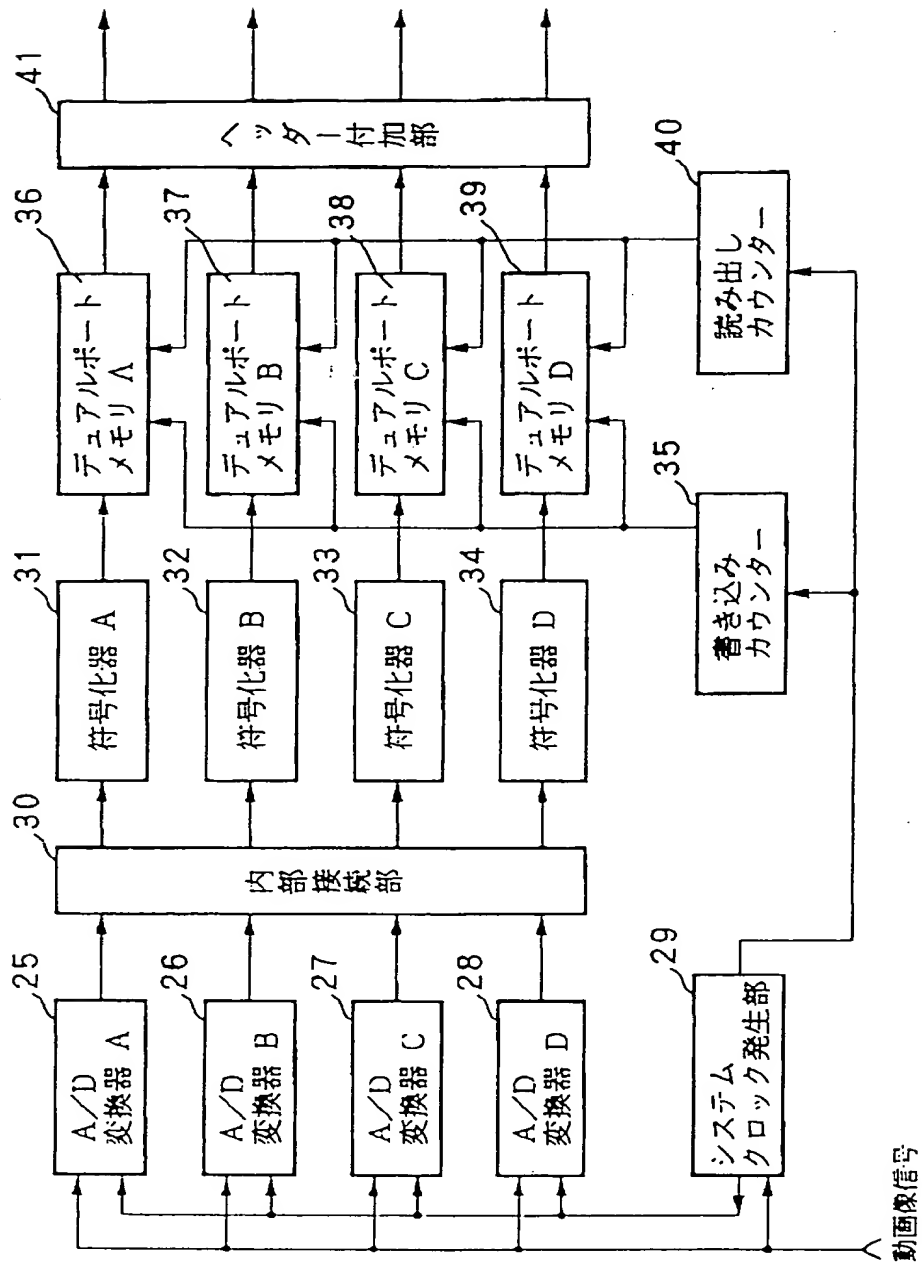 25
A/D
変換器 A
26
A/D
変換器 B
27
A/D
変換器 C
28
A/D
変換器 D
29
システム
クロック発生部
動画像信号
30
内部接続部
31
符号化器 A
32
符号化器 B
33
符号化器 C
34
符号化器 D
35
書き込み
カウンター
36
デュアルポート
メモリ A
37
デュアルポート
メモリ B
38
デュアルポート
メモリ C
39
デュアルポート
メモリ D
40
読み出し
カウンター
41
ヘッダー付加部